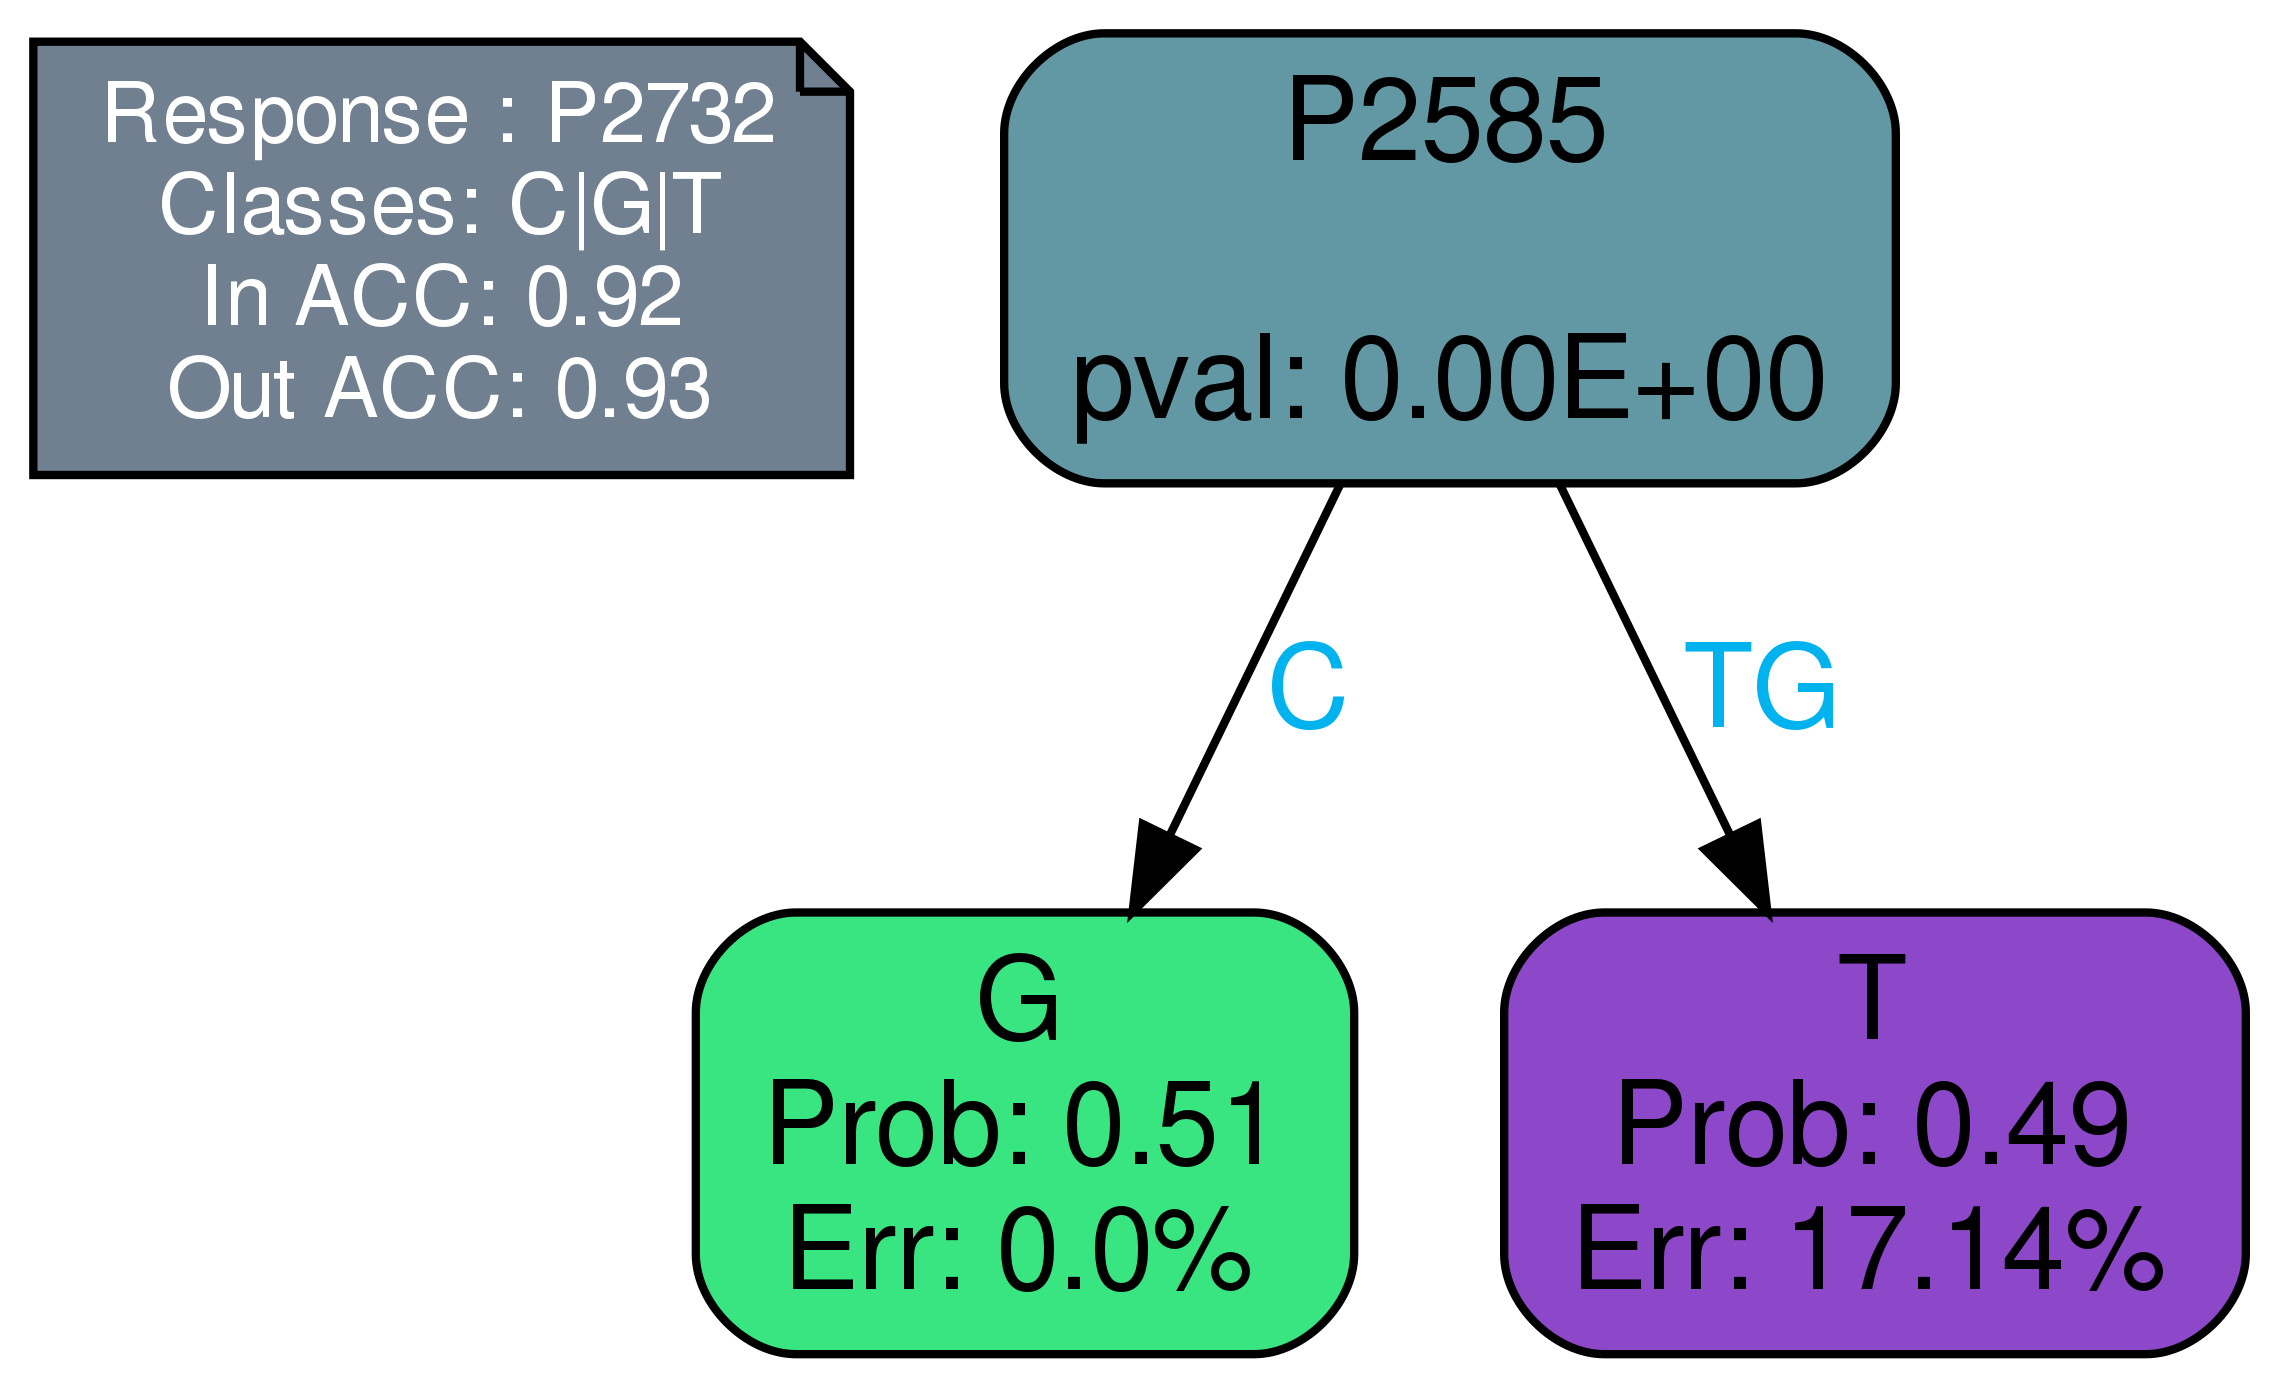 Response : P2732
Classes: C|G|T
In ACC: 0.92
Out ACC: 0.93
P2585
pval: 0.00E+00
C
TG
G
Prob: 0.51
Err: 0.0%
T
Prob: 0.49
Err: 17.14%